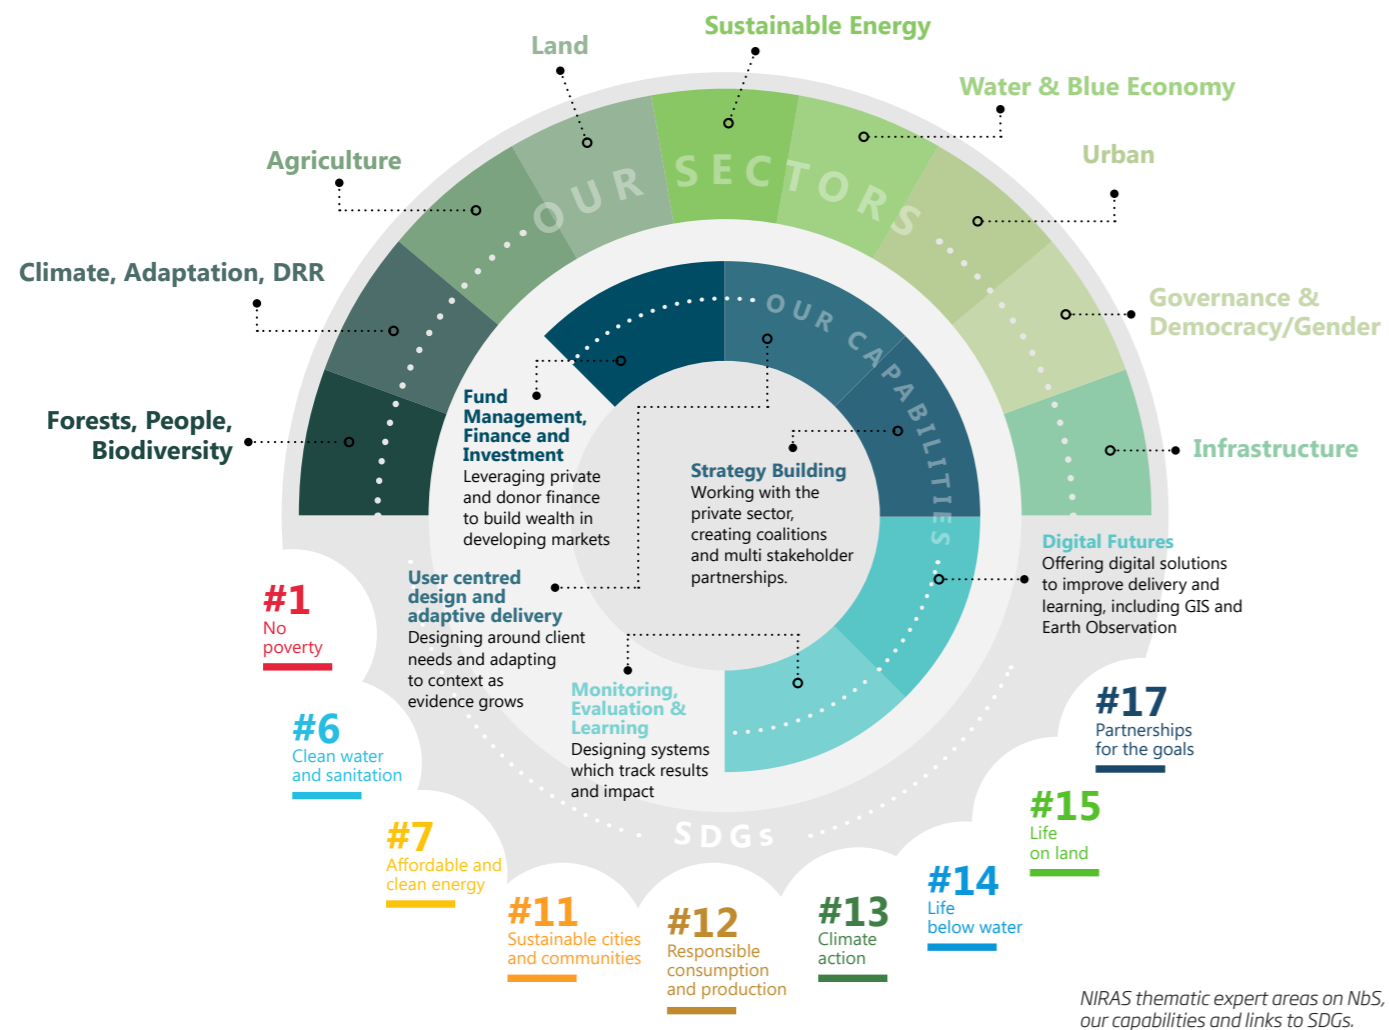 Sustainable Energy
Land
Water & Blue Economy
Agriculture
Urban
Climate, Adaptation, DRR
Governance &
Democracy/Gender
Forests, People,
Biodiversity
Infrastructure
OUR SECTORS
OUR CAPABILITIES
Fund
Management,
Finance and
Investment
Leveraging private
and donor finance
to build wealth in
developing markets
Strategy Building
Working with the
private sector,
creating coalitions
and multi stakeholder
partnerships.
User centred
design and
adaptive delivery
Designing around client
needs and adapting
to context as
evidence grows
Digital Futures
Offering digital solutions
to improve delivery and
learning, including GIS and
Earth Observation
Monitoring,
Evaluation &
Learning
Designing systems
which track results
and impact
SDGs
#1
No
poverty
#6
Clean water
and sanitation
#7
Affordable and
clean energy
#11
Sustainable cities
and communities
#12
Responsible
consumption
and production
#13
Climate
action
#14
Life
below water
#15
Life
on land
#17
Partnerships
for the goals
NIRAS thematic expert areas on NbS,
our capabilities and links to SDGs.